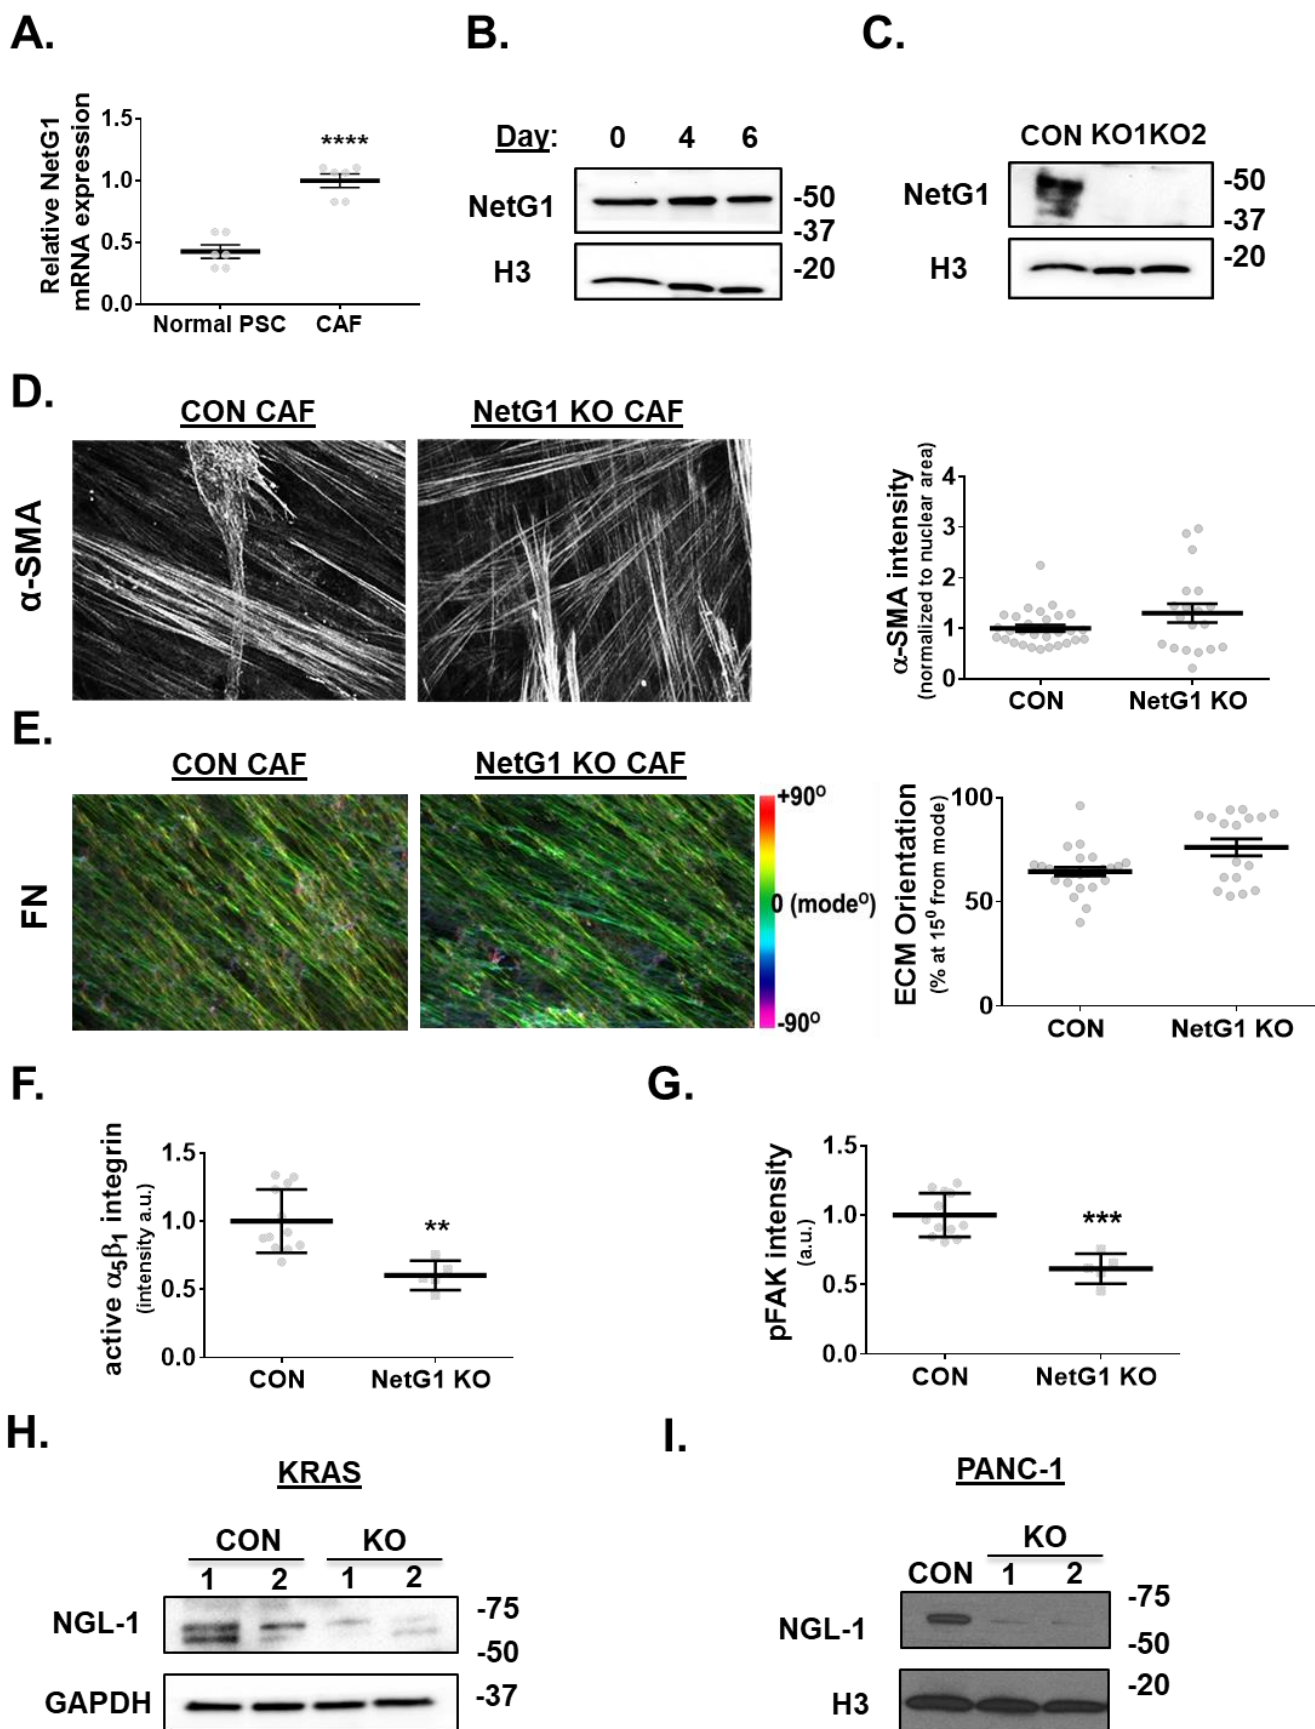 A.
B.
C.
Relative NetG1
mRNA expression
1.5
1.0
0.5
0.0
****
Normal PSC
CAF
Day: 0 4 6
NetG1
-50
-37
H3
-20
CON KO1KO2
NetG1
-50
-37
H3
-20
D.
CON CAF
NetG1 KO CAF
α-SMA
α-SMA intensity
(normalized to nuclear area)
4
3
2
1
0
CON
NetG1 KO
E.
CON CAF
NetG1 KO CAF
FN
+90⁰
0 (mode⁰)
-90⁰
ECM Orientation
(% at 15⁰ from mode)
100
50
0
CON
NetG1 KO
F.
active α₅β₁ integrin
(intensity a.u.)
1.5
1.0
0.5
0.0
**
CON
NetG1 KO
G.
pFAK intensity
(a.u.)
1.5
1.0
0.5
0.0
***
CON
NetG1 KO
H.
KRAS
CON KO
1 2 1 2
NGL-1
-75
-50
GAPDH
-37
I.
PANC-1
KO
CON 1 2
NGL-1
-75
-50
H3
-20